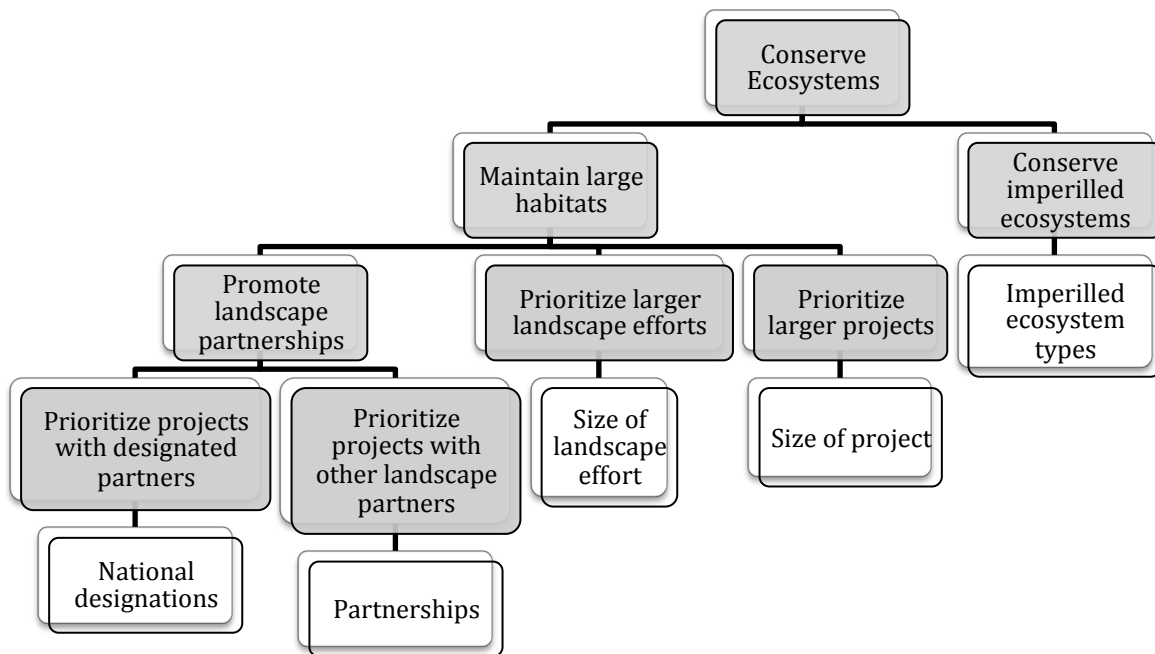 Conserve
Ecosystems
Maintain large
habitats
Conserve
imperilled
ecosystems
Promote
landscape
partnerships
Prioritize larger
landscape efforts
Prioritize
larger projects
Imperilled
ecosystem
types
Prioritize projects
with designated
partners
Prioritize
projects with
other landscape
partners
Size of
landscape
effort
Size of project
National
designations
Partnerships